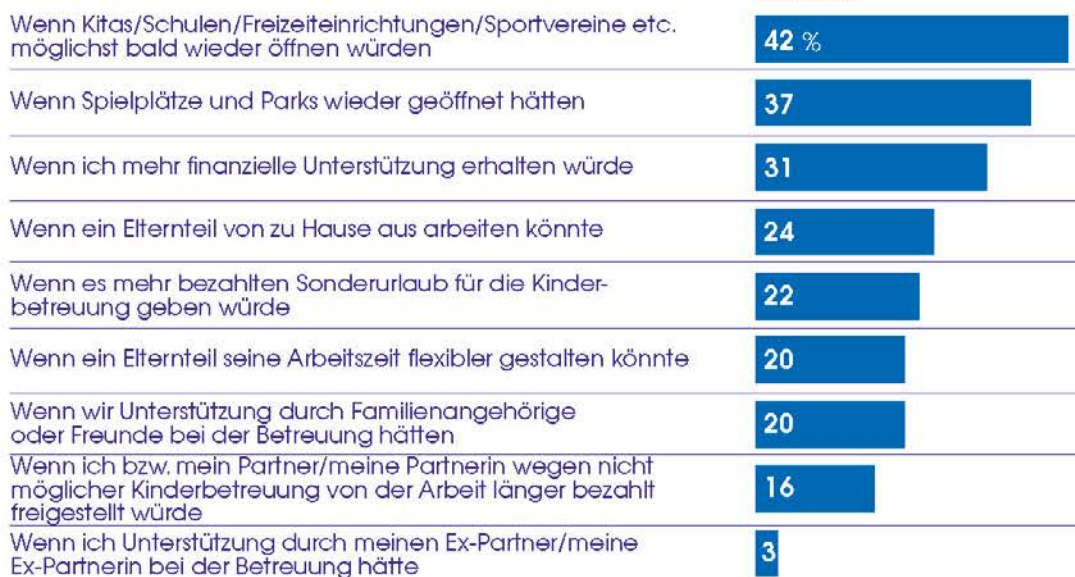 Wenn Kitas/Schulen/Freizeiteinrichtungen/Sportvereine etc.
möglichst bald wieder öffnen würden
42 %
Wenn Spielplätze und Parks wieder geöffnet hätten
37
Wenn ich mehr finanzielle Unterstützung erhalten würde
31
Wenn ein Elternteil von zu Hause aus arbeiten könnte
24
Wenn es mehr bezahlten Sonderurlaub für die Kinder-
betreuung geben würde
22
Wenn ein Elternteil seine Arbeitszeit flexibler gestalten könnte
20
Wenn wir Unterstützung durch Familienangehörige
oder Freunde bei der Betreuung hätten
20
Wenn ich bzw. mein Partner/meine Partnerin wegen nicht
möglicher Kinderbetreuung von der Arbeit länger bezahlt
freigestellt würde
16
Wenn ich Unterstützung durch meinen Ex-Partner/meine
Ex-Partnerin bei der Betreuung hätte
3